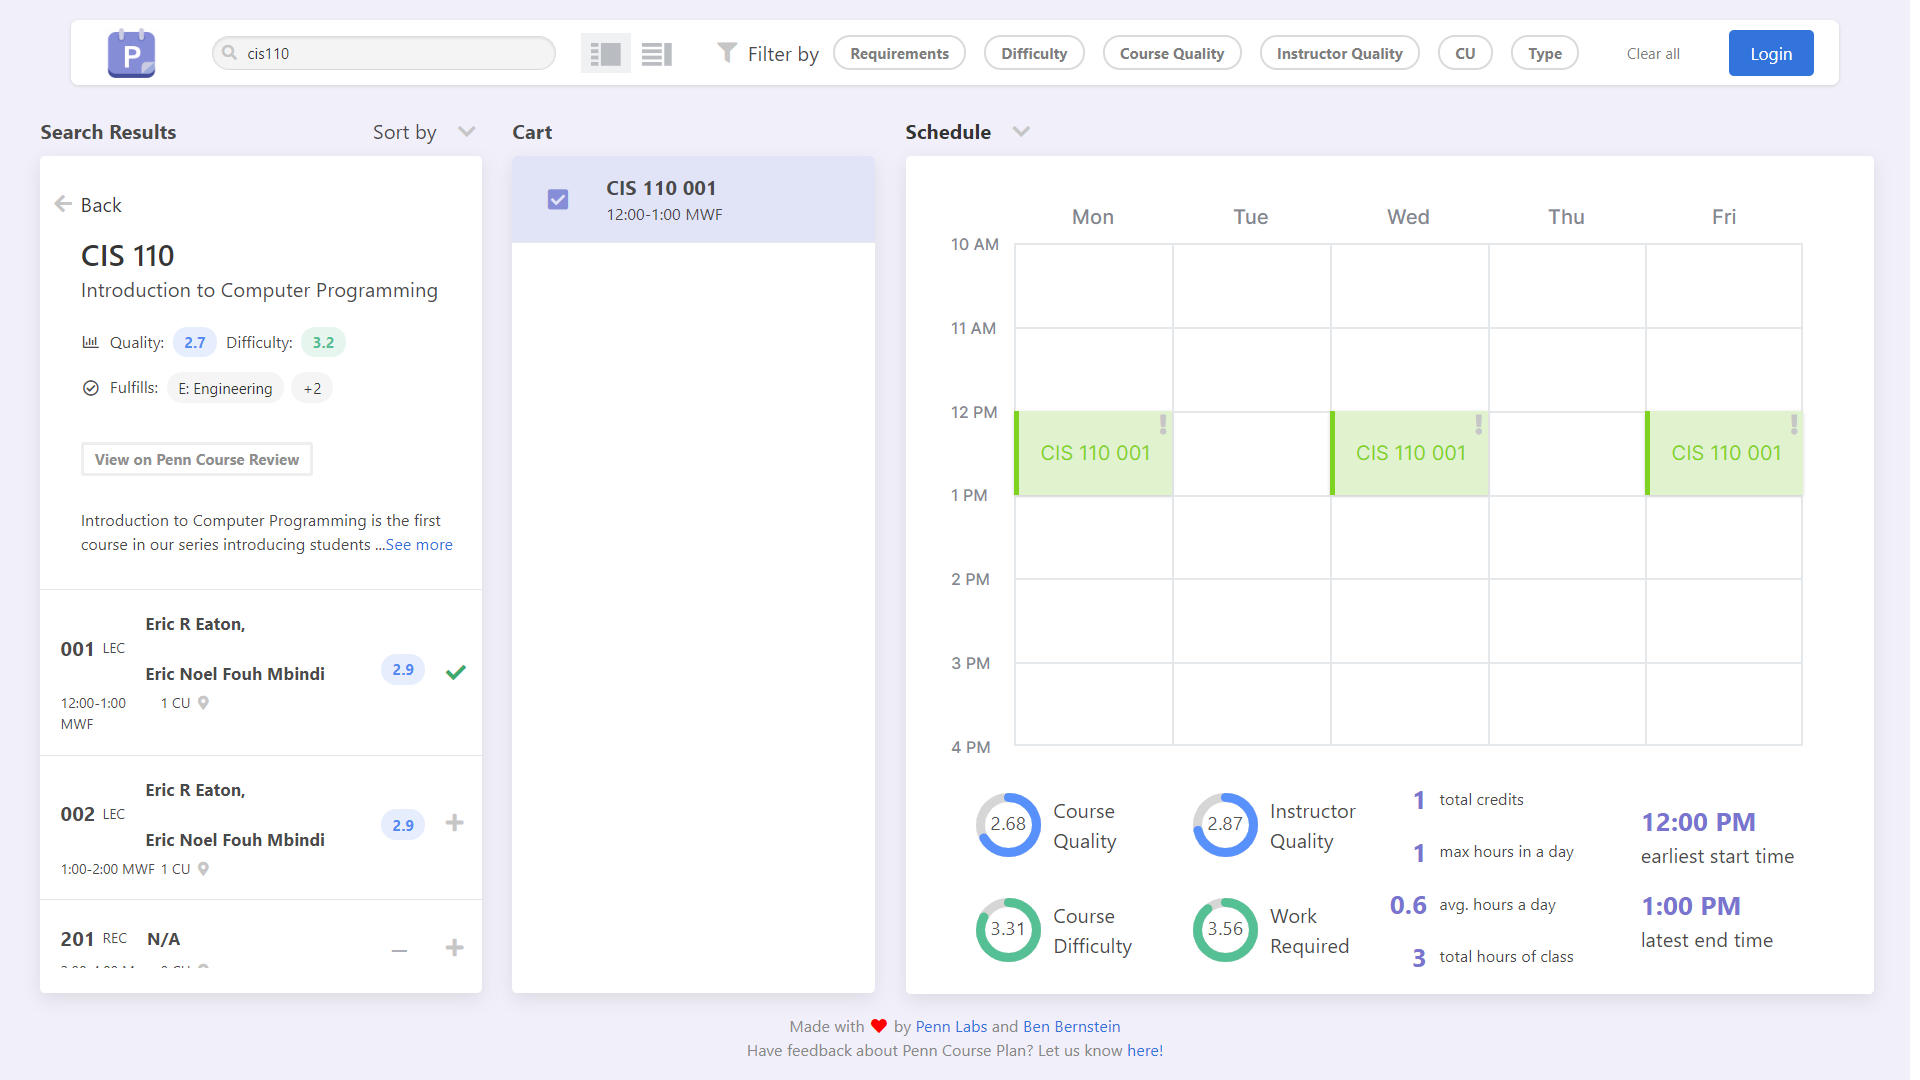 P
cis110
Filter by
Requirements
Difficulty
Course Quality
Instructor Quality
CU
Type
Clear all
Login
Search Results
Sort by
Back
CIS 110
Introduction to Computer Programming
Quality: 2.7 Difficulty: 3.2
Fulfills: E: Engineering +2
View on Penn Course Review
Introduction to Computer Programming is the first
course in our series introducing students ...See more
001 LEC
Eric R Eaton,
Eric Noel Fouh Mbindi
2.9
12:00-1:00
MWF
1 CU
002 LEC
Eric R Eaton,
Eric Noel Fouh Mbindi
2.9
1:00-2:00 MWF 1 CU
201 REC N/A
Cart
CIS 110 001
12:00-1:00 MWF
Schedule
Mon Tue Wed Thu Fri
10 AM
11 AM
12 PM
CIS 110 001 CIS 110 001 CIS 110 001
1 PM
2 PM
3 PM
4 PM
2.68 Course
Quality
2.87 Instructor
Quality
3.31 Course
Difficulty
3.56 Work
Required
1 total credits
1 max hours in a day
0.6 avg. hours a day
3 total hours of class
12:00 PM
earliest start time
1:00 PM
latest end time
Made with ❤ by Penn Labs and Ben Bernstein
Have feedback about Penn Course Plan? Let us know here!